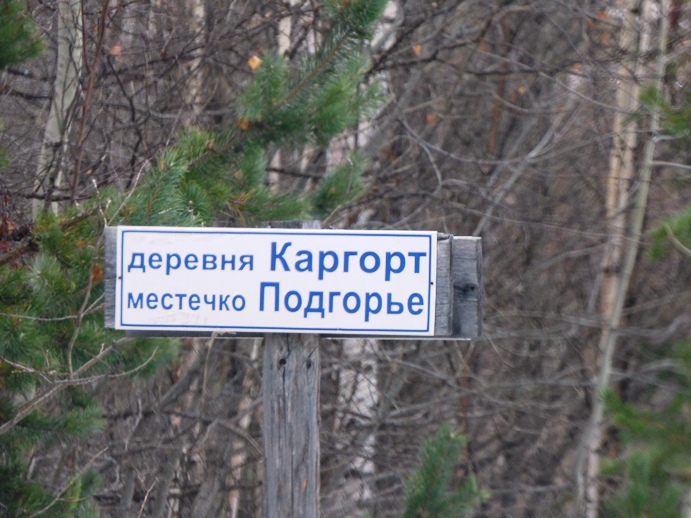 деревня Каргорт
местечко Подгорье